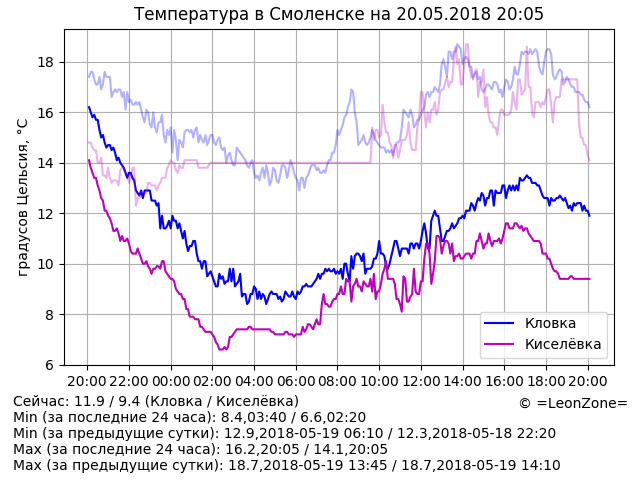 Температура в Смоленске на 20.05.2018 20:05
градусов Цельсия, °C
18
16
14
12
10
8
6
Кловка
Киселёвка
20:00 22:00 00:00 02:00 04:00 06:00 08:00 10:00 12:00 14:00 16:00 18:00 20:00
Сейчас: 11.9 / 9.4 (Кловка / Киселёвка)
© =LeonZone=
Min (за последние 24 часа): 8.4,03:40 / 6.6,02:20
Min (за предыдущие сутки): 12.9,2018-05-19 06:10 / 12.3,2018-05-18 22:20
Max (за последние 24 часа): 16.2,20:05 / 14.1,20:05
Max (за предыдущие сутки): 18.7,2018-05-19 13:45 / 18.7,2018-05-19 14:10